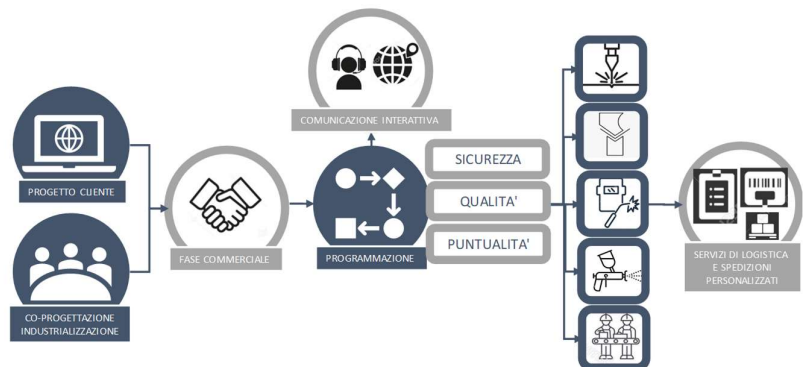 COMUNICAZIONE INTERATTIVA
PROGETTO CLIENTE
FASE COMMERCIALE
PROGRAMMAZIONE
SICUREZZA
QUALITA'
PUNTUALITA'
CO-PROGETTAZIONE
INDUSTRIALIZZAZIONE
SERVIZI DI LOGISTICA
E SPEDIZIONI
PERSONALIZZATI